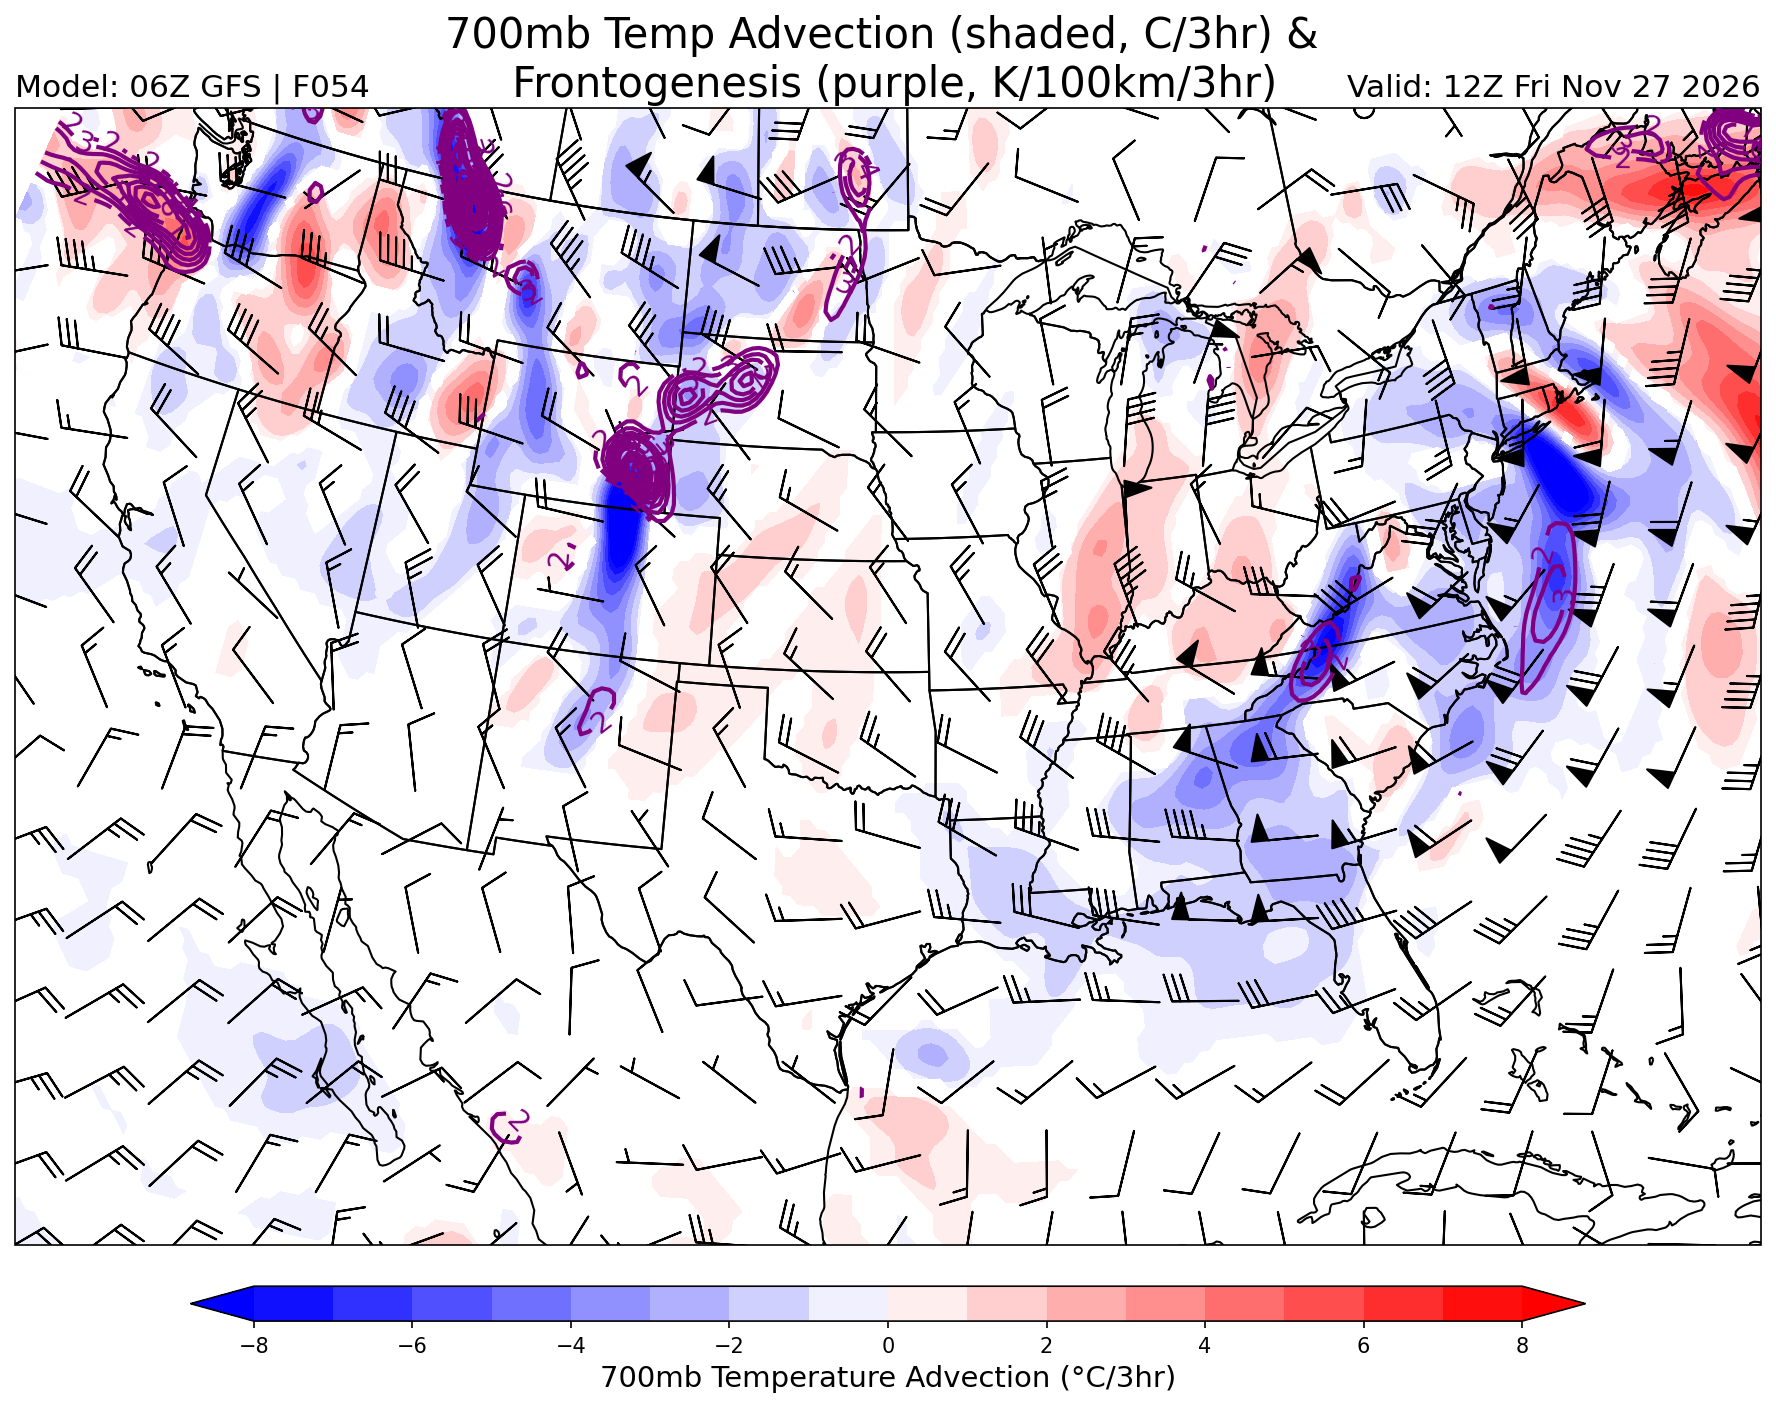 700mb Temp Advection (shaded, C/3hr) &
Frontogenesis (purple, K/100km/3hr)
Model: 06Z GFS | F054
Valid: 12Z Fri Nov 27 2026
−8 −6 −4 −2 0 2 4 6 8
700mb Temperature Advection (°C/3hr)